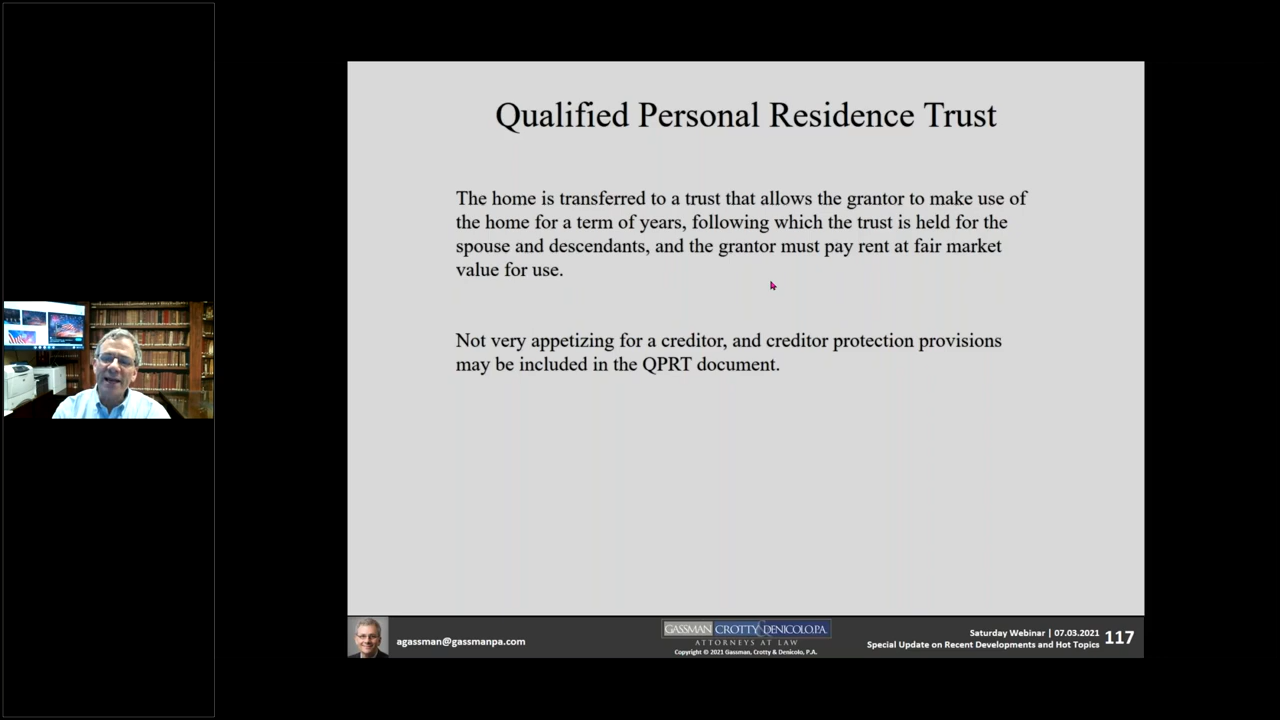 Qualified Personal Residence Trust
The home is transferred to a trust that allows the grantor to make use of
the home for a term of years, following which the trust is held for the
spouse and descendants, and the grantor must pay rent at fair market
value for use.
Not very appetizing for a creditor, and creditor protection provisions
may be included in the QPRT document.
agassman@gassmanpa.com
GASSMAN CROTTY DENICOLO, P.A.
ATTORNEYS AT LAW
Copyright © 2021 Gassman, Crotty & Denicolo, P.A.
Saturday Webinar | 07.03.2021
Special Update on Recent Developments and Hot Topics
117